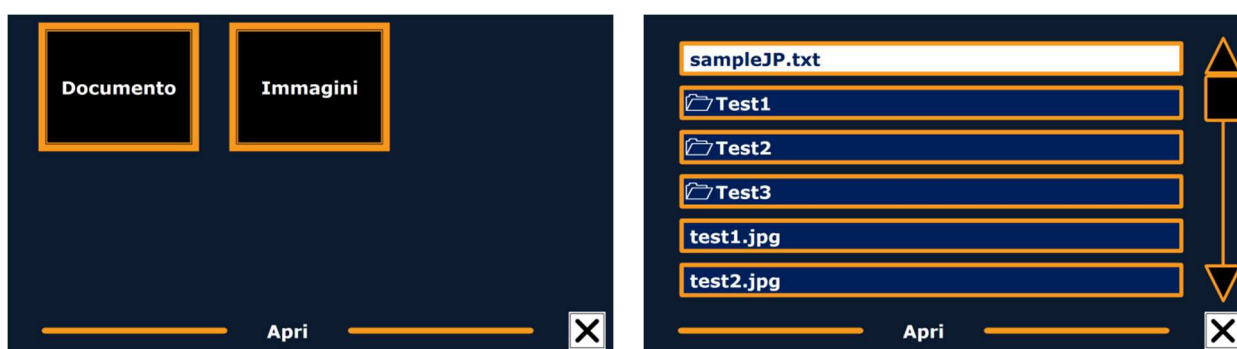 Documento
Immagini
Apri
sampleJP.txt
Test1
Test2
Test3
test1.jpg
test2.jpg
Apri